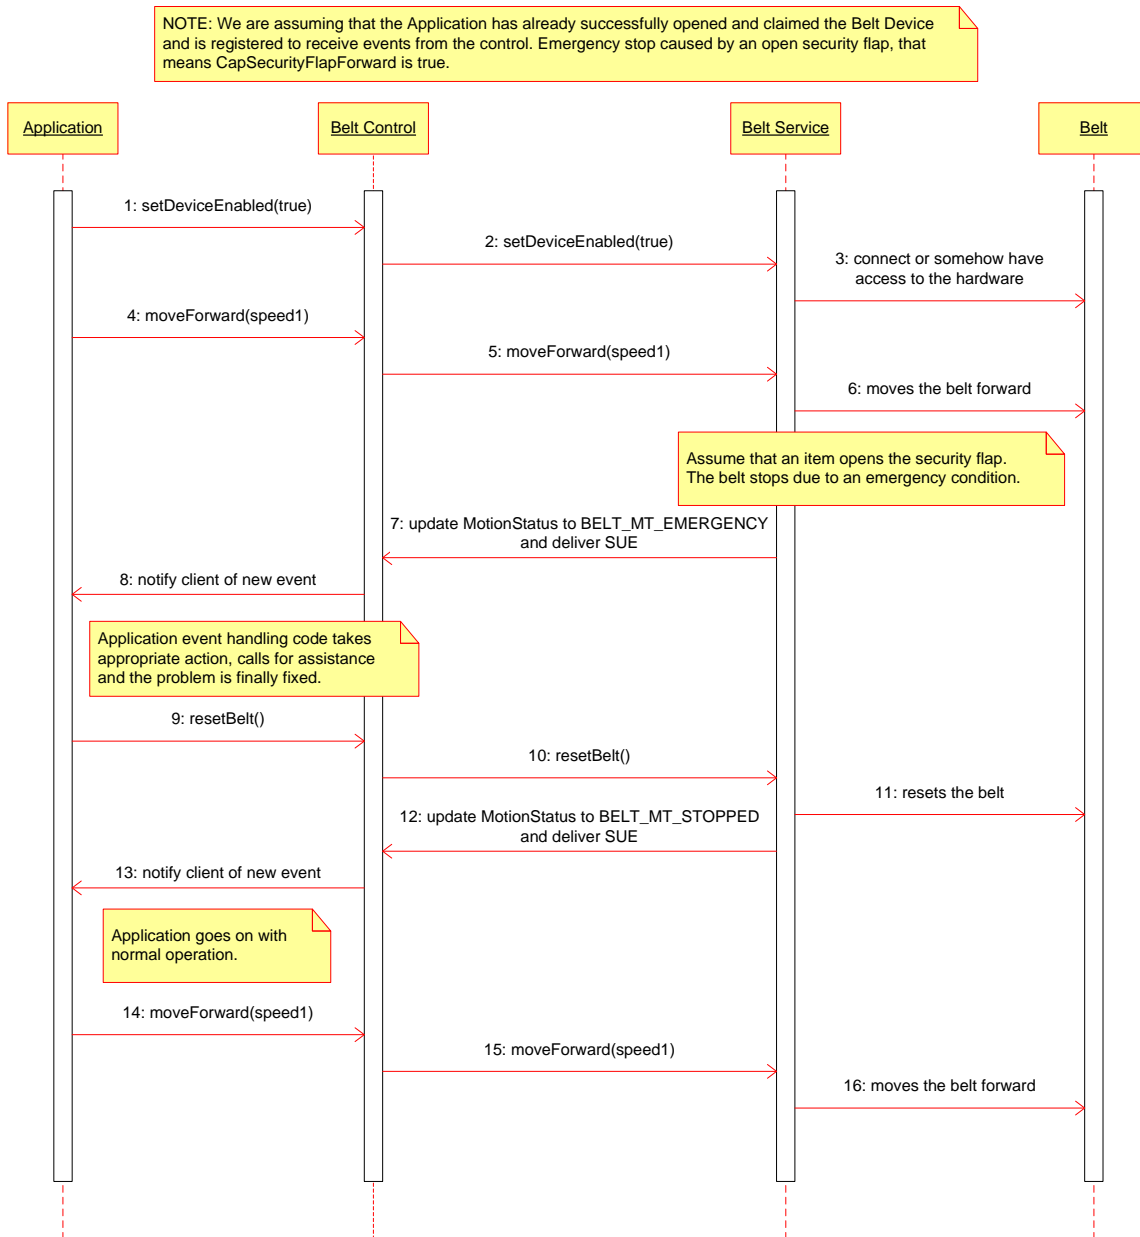 NOTE: We are assuming that the Application has already successfully opened and claimed the Belt Device
and is registered to receive events from the control. Emergency stop caused by an open security flap, that
means CapSecurityFlapForward is true.
Application
Belt Control
Belt Service
Belt
1: setDeviceEnabled(true)
2: setDeviceEnabled(true)
3: connect or somehow have
access to the hardware
4: moveForward(speed1)
5: moveForward(speed1)
6: moves the belt forward
Assume that an item opens the security flap.
The belt stops due to an emergency condition.
7: update MotionStatus to BELT_MT_EMERGENCY
and deliver SUE
8: notify client of new event
Application event handling code takes
appropriate action, calls for assistance
and the problem is finally fixed.
9: resetBelt()
10: resetBelt()
11: resets the belt
12: update MotionStatus to BELT_MT_STOPPED
and deliver SUE
13: notify client of new event
Application goes on with
normal operation.
14: moveForward(speed1)
15: moveForward(speed1)
16: moves the belt forward